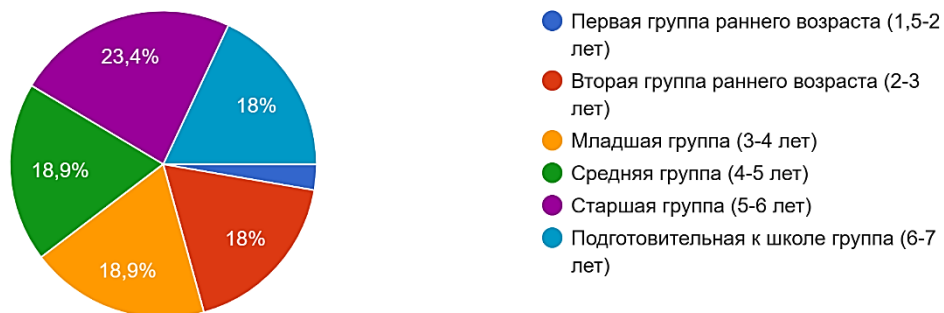 23,4%
18%
18,9%
18%
18,9%
Первая группа раннего возраста (1,5-2
лет)
Вторая группа раннего возраста (2-3
лет)
Младшая группа (3-4 лет)
Средняя группа (4-5 лет)
Старшая группа (5-6 лет)
Подготовительная к школе группа (6-7
лет)